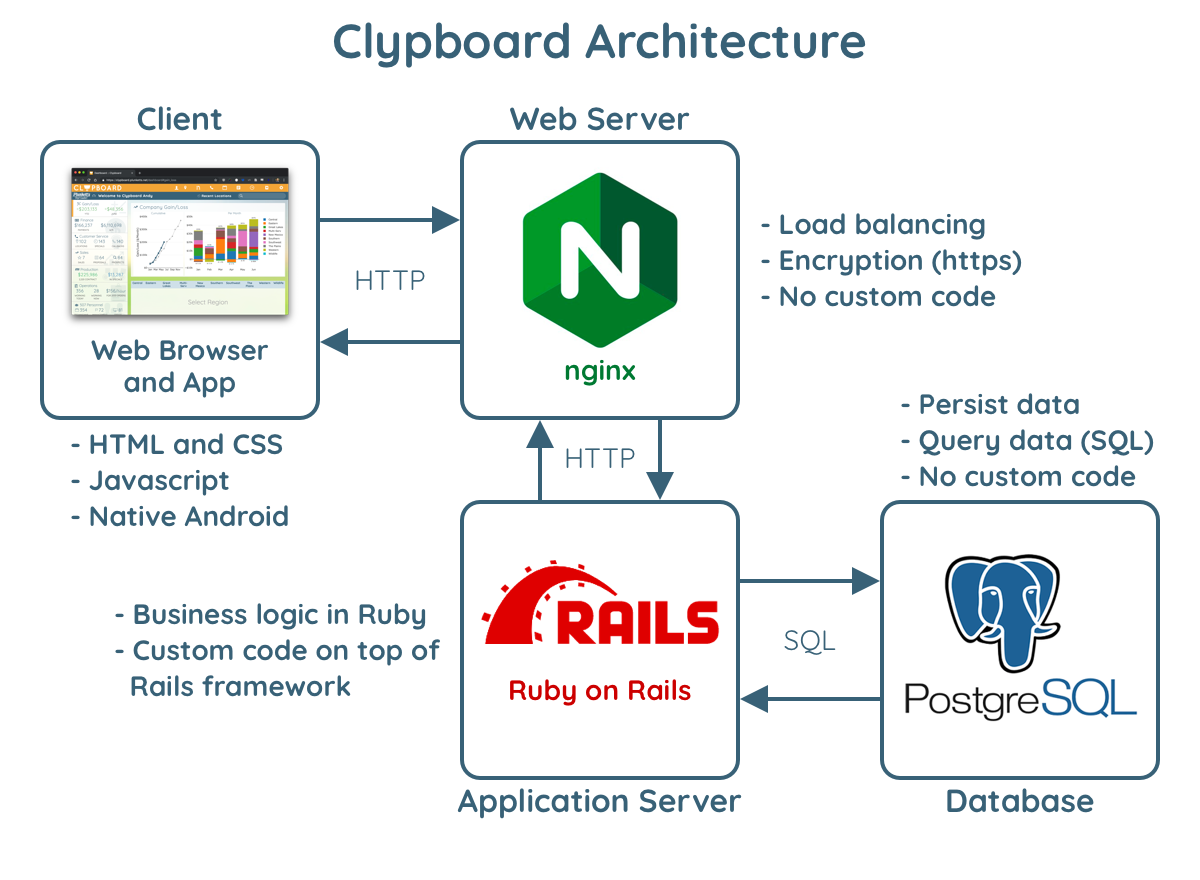 Clypboard Architecture
Client
Web Server
CLYPBOARD
Welcome to Clypboard Andy
Recent Locations
Company Gain/Loss
Select Region
Web Browser
and App
HTTP
nginx
- Load balancing
- Encryption (https)
- No custom code
- HTML and CSS
- Javascript
- Native Android
HTTP
- Persist data
- Query data (SQL)
- No custom code
- Business logic in Ruby
- Custom code on top of
Rails framework
RAILS
Ruby on Rails
SQL
PostgreSQL
Application Server
Database